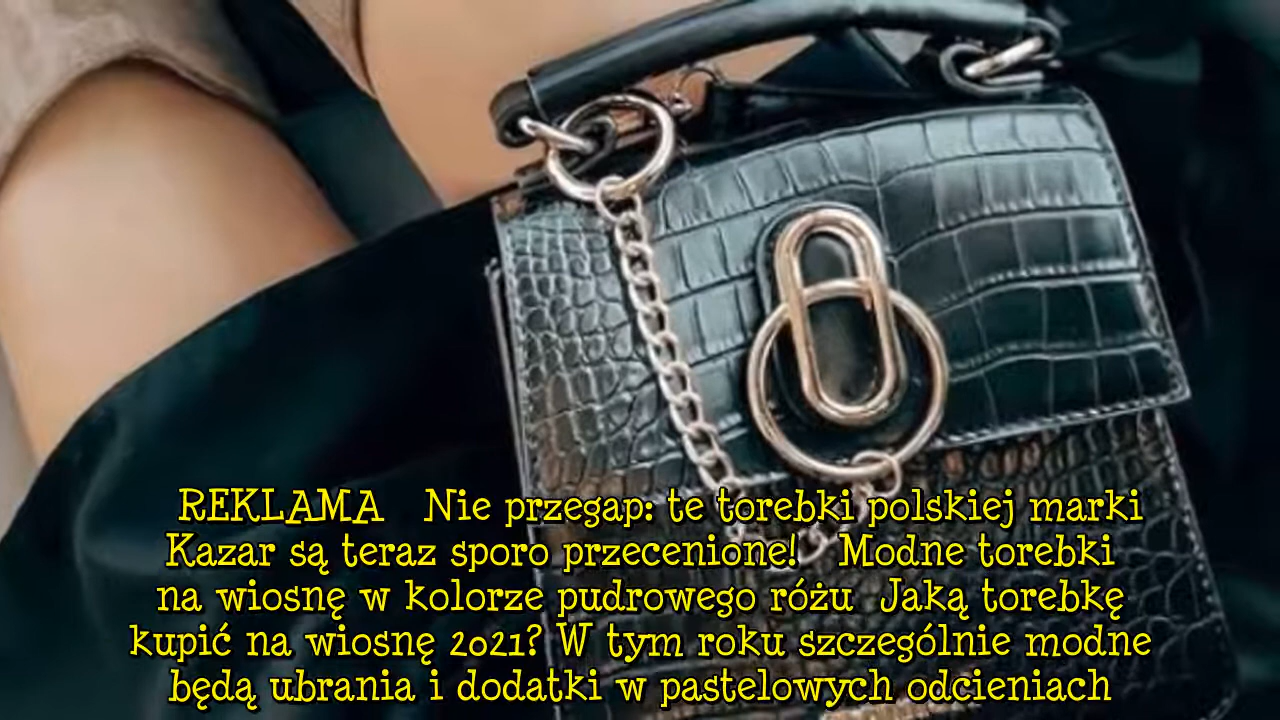 REKLAMA Nie przegap: te torebki polskiej marki
Kazar są teraz sporo przecenione! Modne torebki
na wiosnę w kolorze pudrowego różu Jaką torebkę
kupić na wiosnę 2021? W tym roku szczególnie modne
będą ubrania i dodatki w pastelowych odcieniach